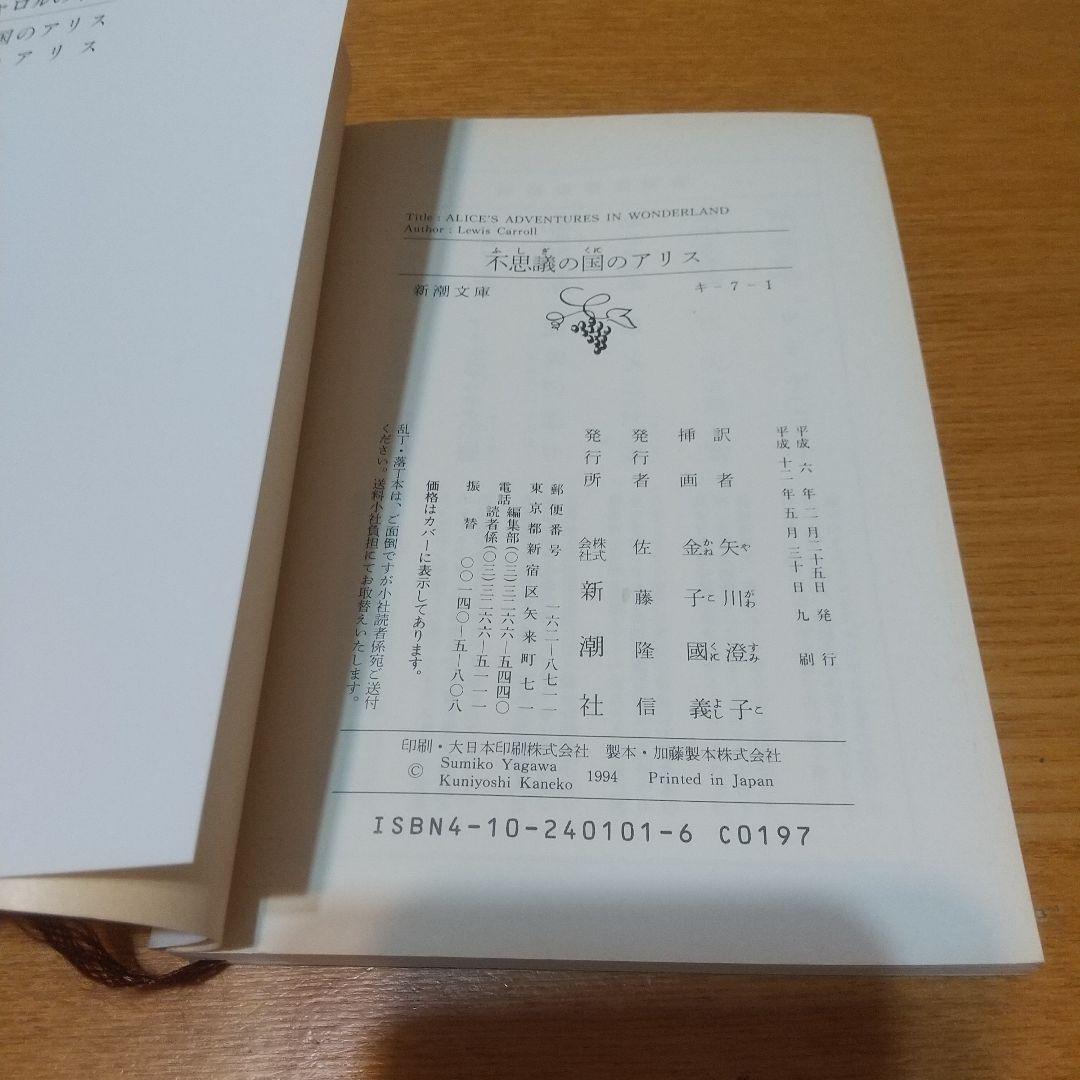 国のアリス
アリス
Title : ALICE'S ADVENTURES IN WONDERLAND
Author : Lewis Carroll
ふしぎ くに
不思議の国のアリス
新潮文庫 キ-7-1
平成六年二月二十五日発行
平成十二年五月三十日九刷
訳者 矢川澄子
やがわすみこ
挿画 金子國義
かねこくによし
発行者 佐藤隆信
発行所 株式会社 新潮社
郵便番号 一六二―八七一一
東京都新宿区矢来町七一
電話 編集部(〇三)三二六六―五四四〇
読者係(〇三)三二六六―五一一一
振替 〇〇一四〇―五―八〇八
価格はカバーに表示してあります。
乱丁・落丁本は、ご面倒ですが小社読者係宛ご送付
ください。送料小社負担にてお取替えいたします。
印刷・大日本印刷株式会社 製本・加藤製本株式会社
© Sumiko Yagawa
Kuniyoshi Kaneko 1994 Printed in Japan
ISBN4-10-240101-6 C0197